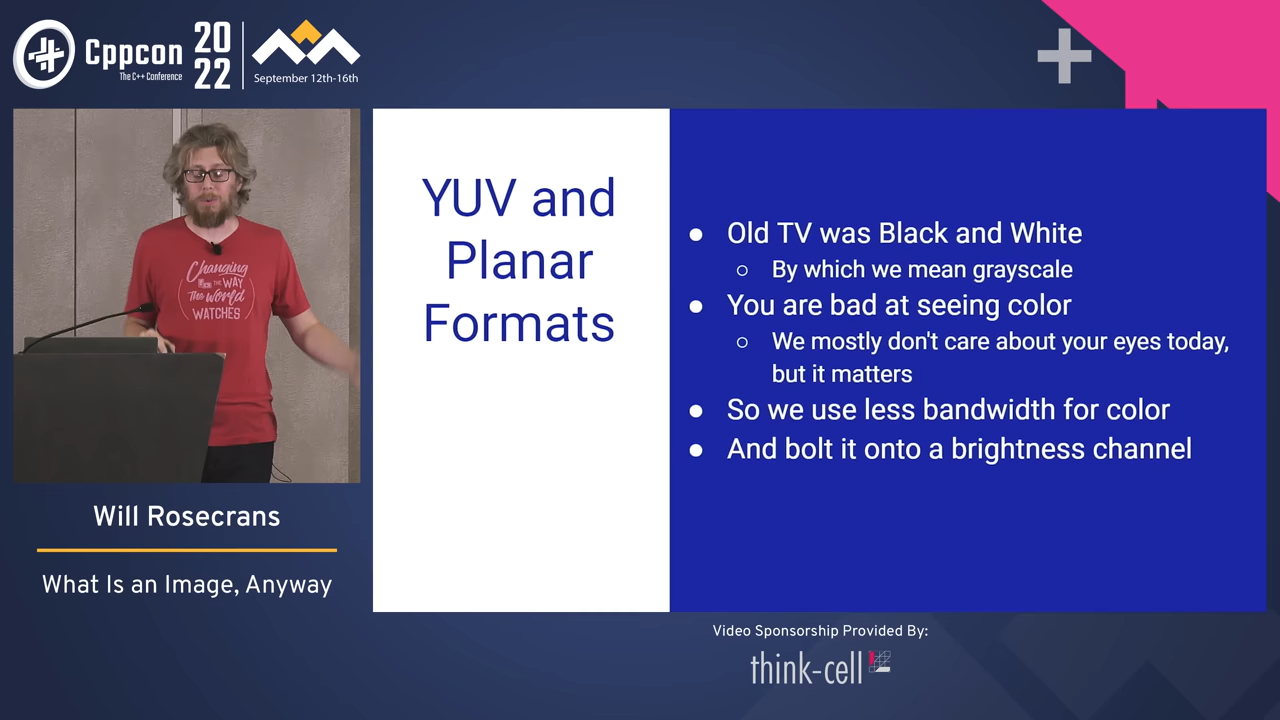 Cppcon
The C++ Conference
20
22
September 12th-16th
Changing
THE WAY
The World
WATCHES
Will Rosecrans
What Is an Image, Anyway
YUV and
Planar
Formats
Old TV was Black and White
By which we mean grayscale
You are bad at seeing color
We mostly don't care about your eyes today,
but it matters
So we use less bandwidth for color
And bolt it onto a brightness channel
Video Sponsorship Provided By:
think-cell